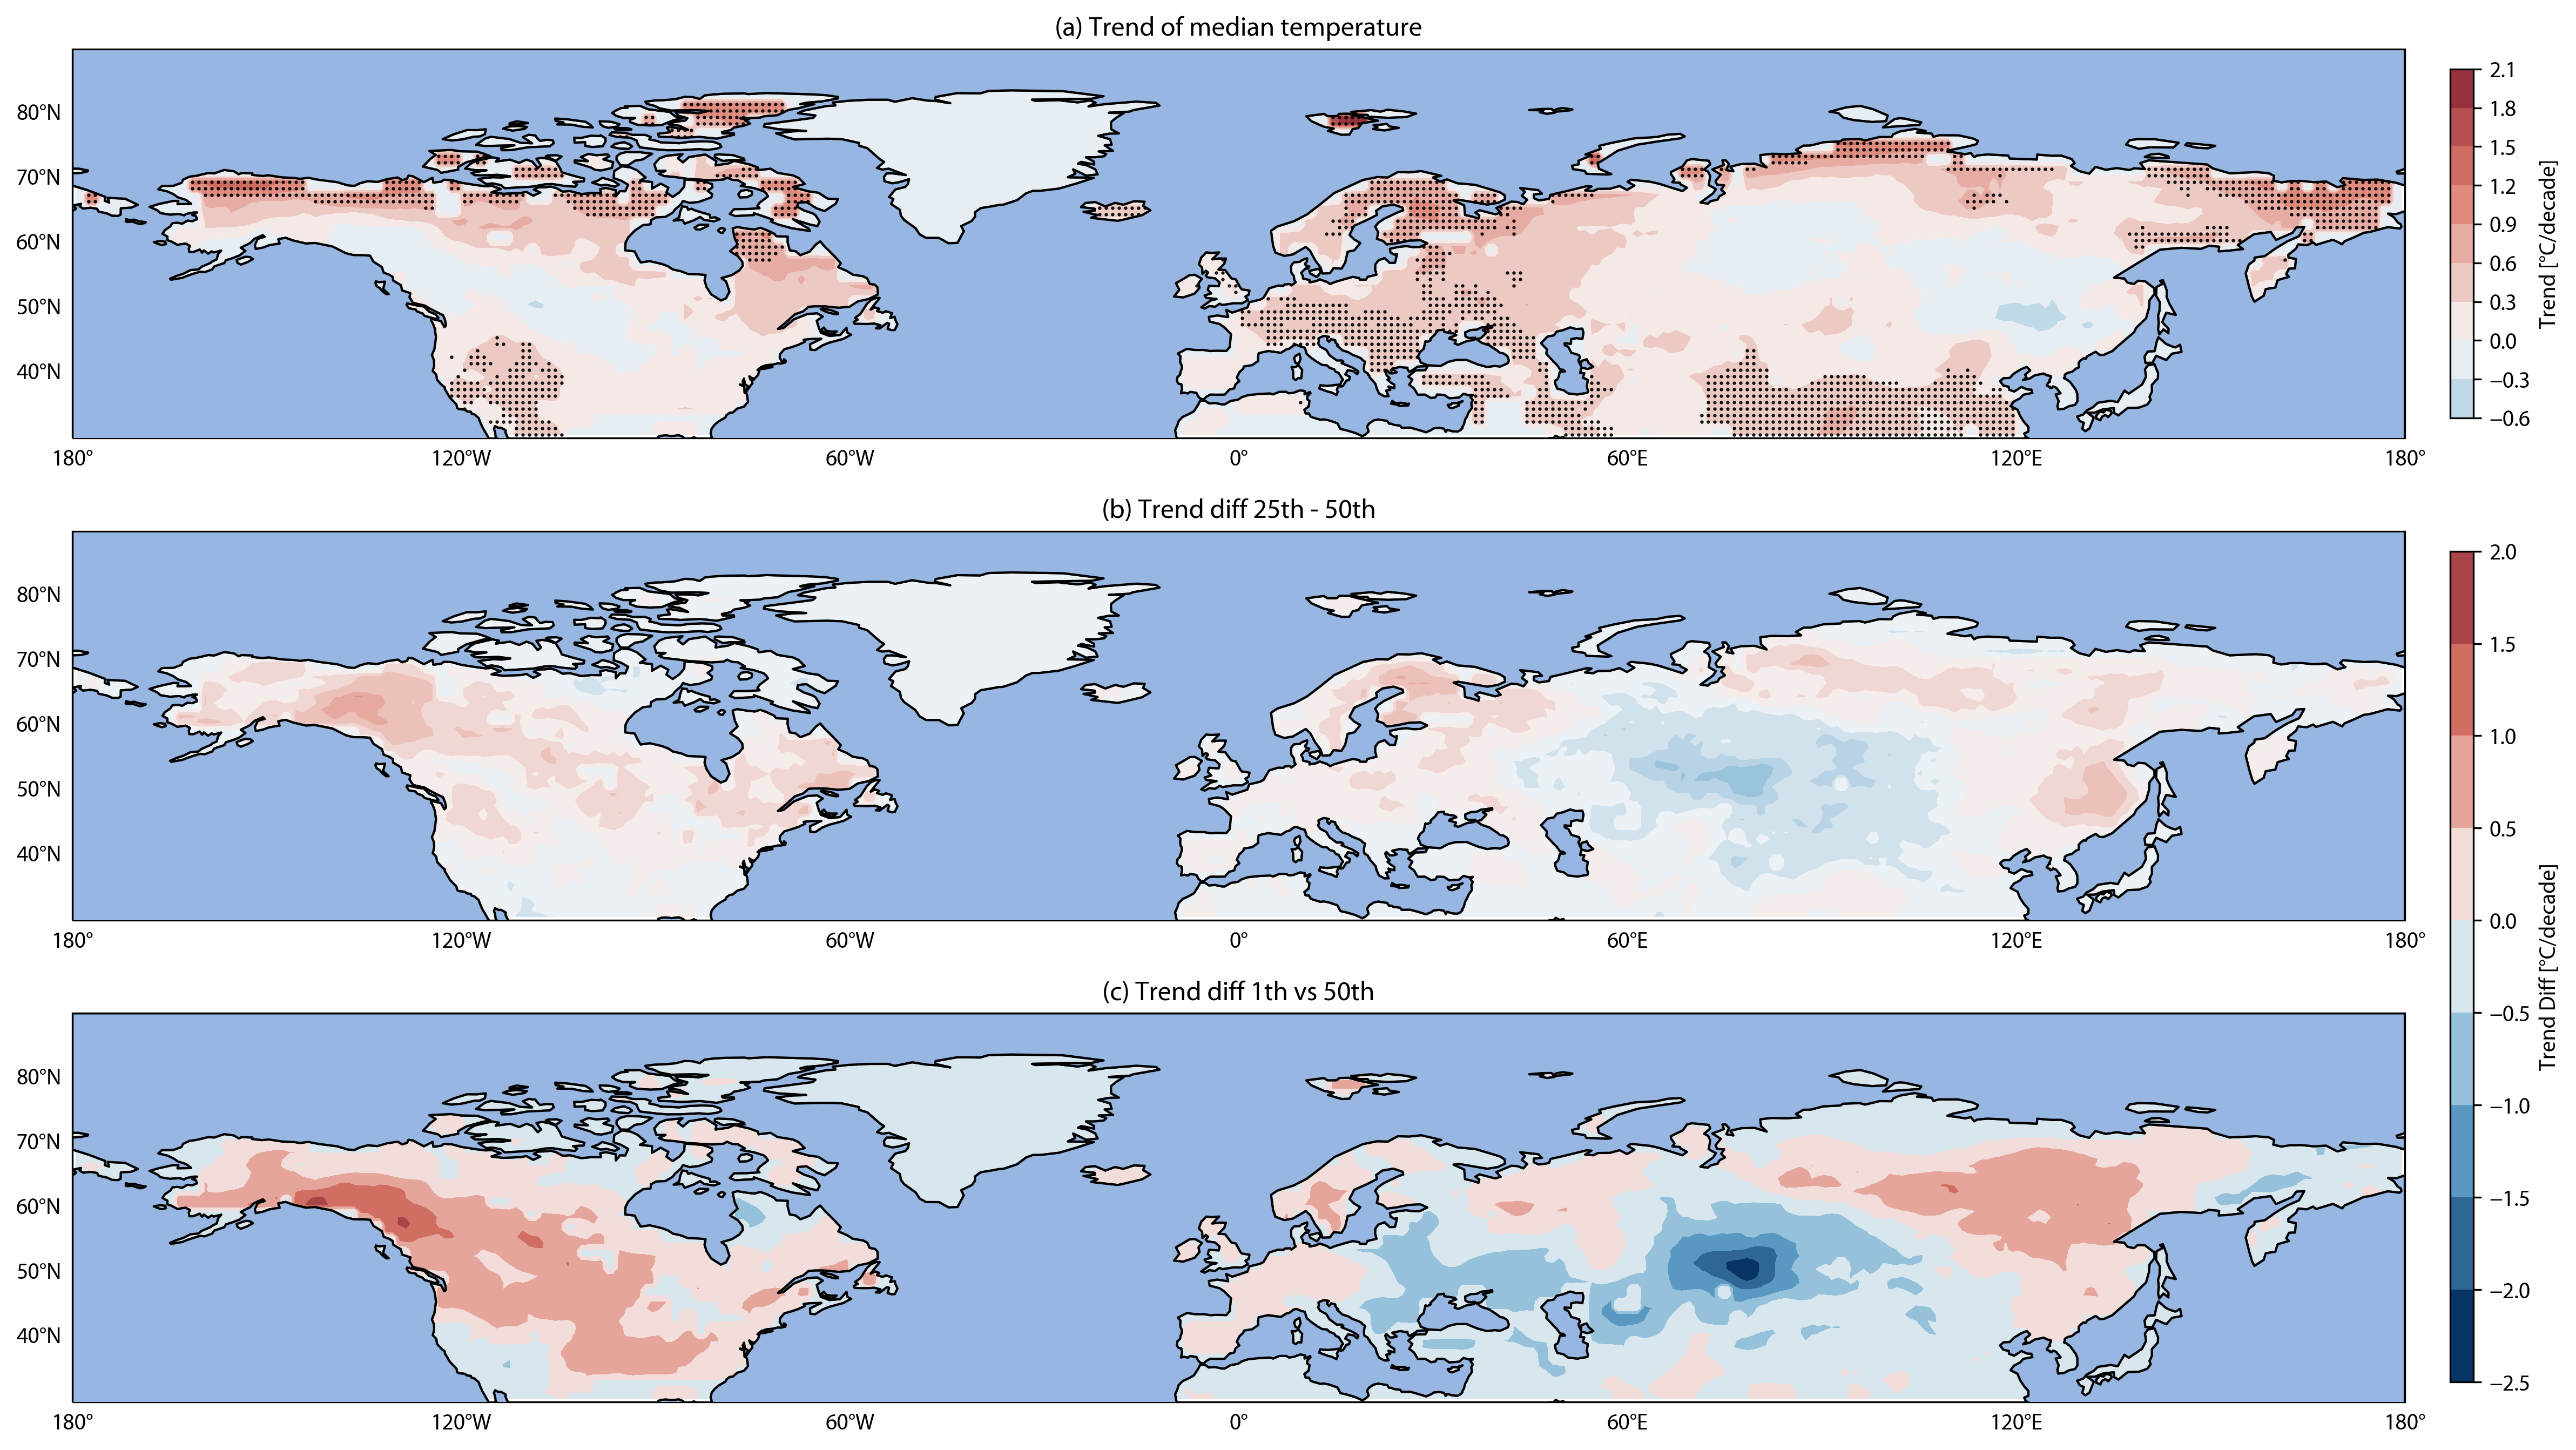 (a) Trend of median temperature
80°N
70°N
60°N
50°N
40°N
180°
120°W
60°W
0°
60°E
120°E
180°
2.1
1.8
1.5
1.2
0.9
0.6
0.3
0.0
−0.3
−0.6
Trend [°C/decade]
(b) Trend diff 25th - 50th
80°N
70°N
60°N
50°N
40°N
180°
120°W
60°W
0°
60°E
120°E
180°
(c) Trend diff 1th vs 50th
80°N
70°N
60°N
50°N
40°N
180°
120°W
60°W
0°
60°E
120°E
180°
2.0
1.5
1.0
0.5
0.0
−0.5
−1.0
−1.5
−2.0
−2.5
Trend Diff [°C/decade]